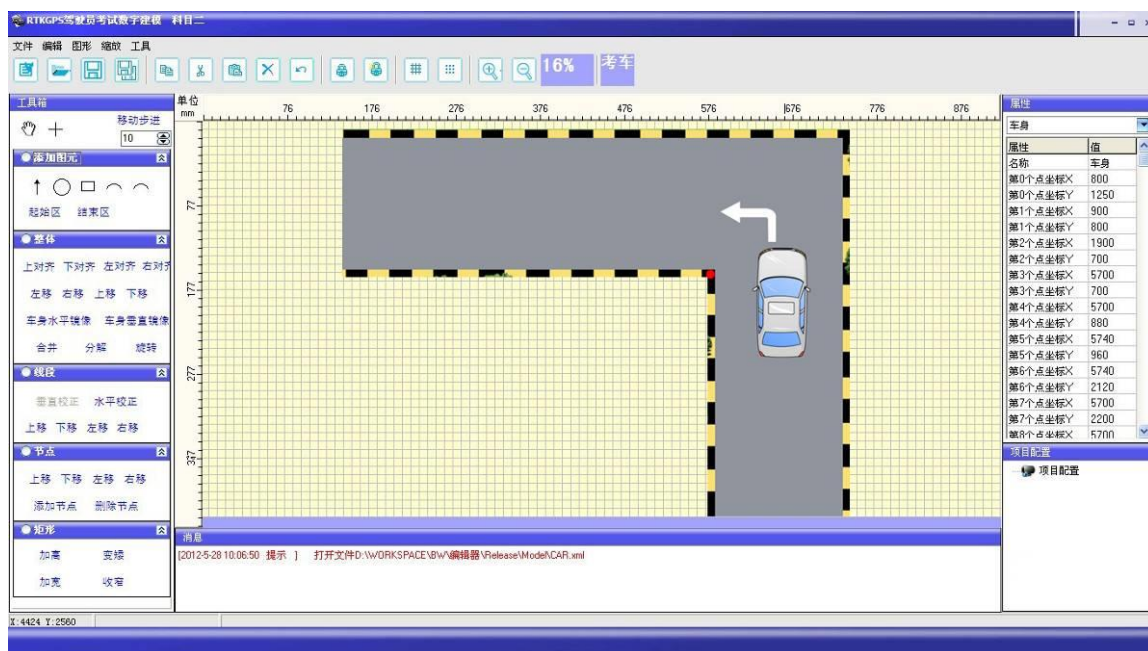 RTKGPS驾驶员考试数字建模 科目二
文件 编辑 图形 缩放 工具
16% 考车
工具箱
移动步进
10
添加图元
起始区 结束区
整体
上对齐 下对齐 左对齐 右对齐
左移 右移 上移 下移
车身水平镜像 车身垂直镜像
合并 分解 旋转
线段
垂直校正 水平校正
上移 下移 左移 右移
节点
上移 下移 左移 右移
添加节点 删除节点
矩形
加高 变矮
加宽 收窄
单位
mm
76 176 276 376 476 576 676 776 876
77
177
277
消息
[2012-5-28 10:06:50 提示 ] 打开文件D:\WORKSPACE\BW\编辑器\Release\Model\CAR.xml
属性
车身
属性 值
名称 车身
第0个点坐标X 800
第0个点坐标Y 1250
第1个点坐标X 900
第1个点坐标Y 800
第2个点坐标X 1900
第2个点坐标Y 700
第3个点坐标X 5700
第3个点坐标Y 700
第4个点坐标X 5700
第4个点坐标Y 880
第5个点坐标X 5740
第5个点坐标Y 960
第6个点坐标X 5740
第6个点坐标Y 2120
第7个点坐标X 5700
第7个点坐标Y 2200
第8个点坐标X 5700
项目配置
项目配置
X:4424 Y:2560